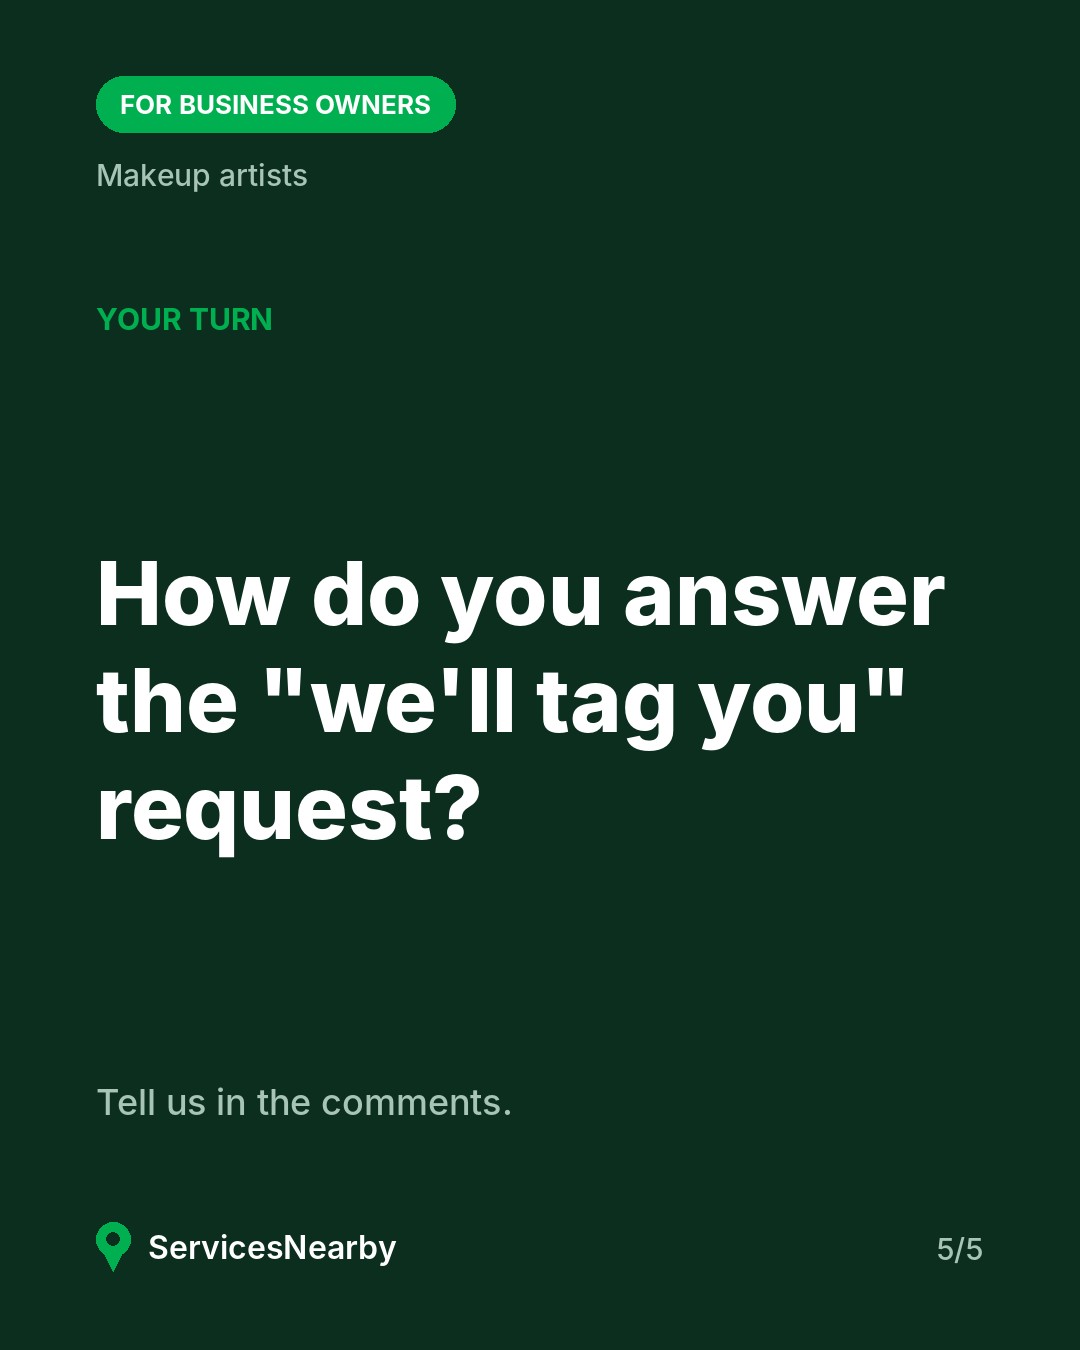 FOR BUSINESS OWNERS
Makeup artists
YOUR TURN
How do you answer
the "we'll tag you"
request?
Tell us in the comments.
ServicesNearby
5/5